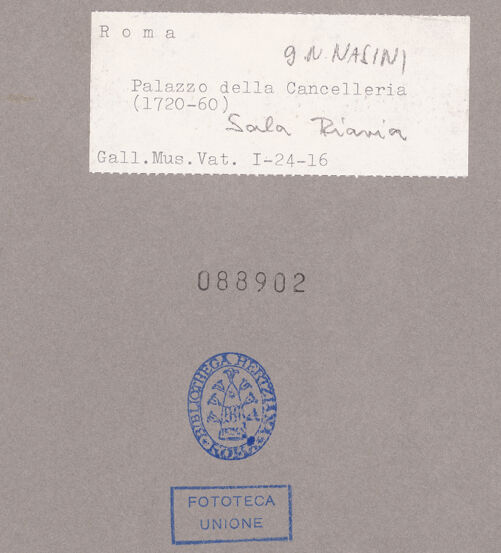 Roma
G.N. NASINI
Palazzo della Cancelleria
(1720-60)
Sala Riaria
Gall.Mus.Vat. I-24-16
088902
BIBLIOTHECA HERTZIANA
ROMA
FOTOTECA
UNIONE